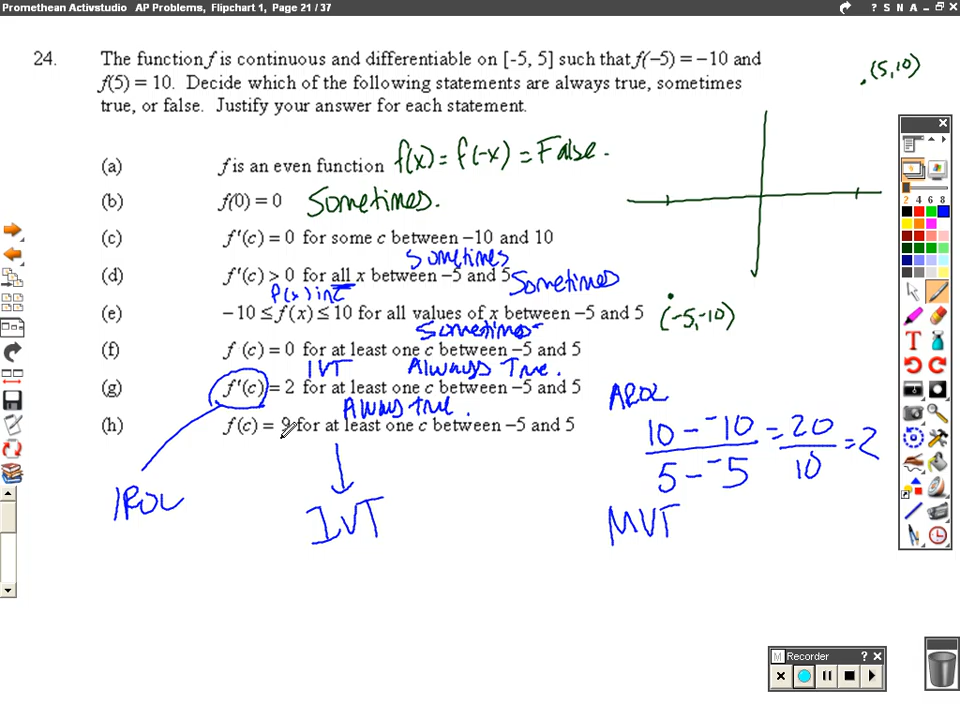 Promethean Activstudio AP Problems, Flipchart 1, Page 21 / 37
? S N A
24. The function f is continuous and differentiable on [-5, 5] such that f(−5) = −10 and
f(5) = 10. Decide which of the following statements are always true, sometimes
true, or false. Justify your answer for each statement.
(5,10)
(a) f is an even function f(x) = f(-x) = False.
(b) f(0) = 0 Sometimes.
(c) f'(c) = 0 for some c between −10 and 10
Sometimes
(d) f'(c) > 0 for all x between −5 and 5 Sometimes
f(x) inc
(e) −10 ≤ f(x) ≤ 10 for all values of x between −5 and 5
(-5,-10)
Sometimes
(f) f (c) = 0 for at least one c between −5 and 5
IVT Always True.
(g) f'(c) = 2 for at least one c between −5 and 5
Always true.
(h) f(c) = 9 for at least one c between −5 and 5
AROC
10 - -10 = 20 = 2
5 - -5 10
IROC
IVT
MVT
2 4 6 8
T
Recorder ? ×